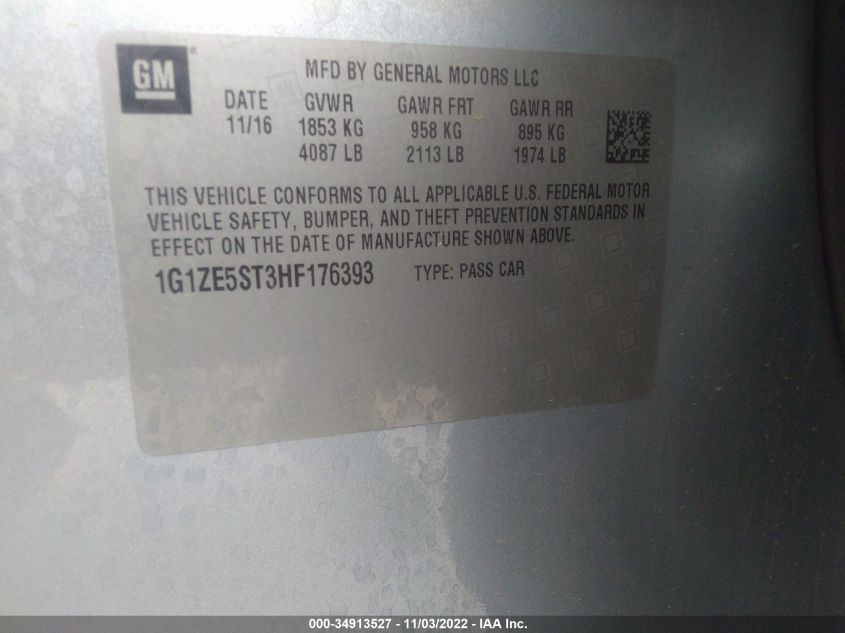 GM
MFD BY GENERAL MOTORS LLC
DATE GVWR GAWR FRT GAWR RR
11/16 1853 KG 958 KG 895 KG
4087 LB 2113 LB 1974 LB
THIS VEHICLE CONFORMS TO ALL APPLICABLE U.S. FEDERAL MOTOR
VEHICLE SAFETY, BUMPER, AND THEFT PREVENTION STANDARDS IN
EFFECT ON THE DATE OF MANUFACTURE SHOWN ABOVE.
1G1ZE5ST3HF176393 TYPE: PASS CAR
000-34913527 - 11/03/2022 - IAA Inc.